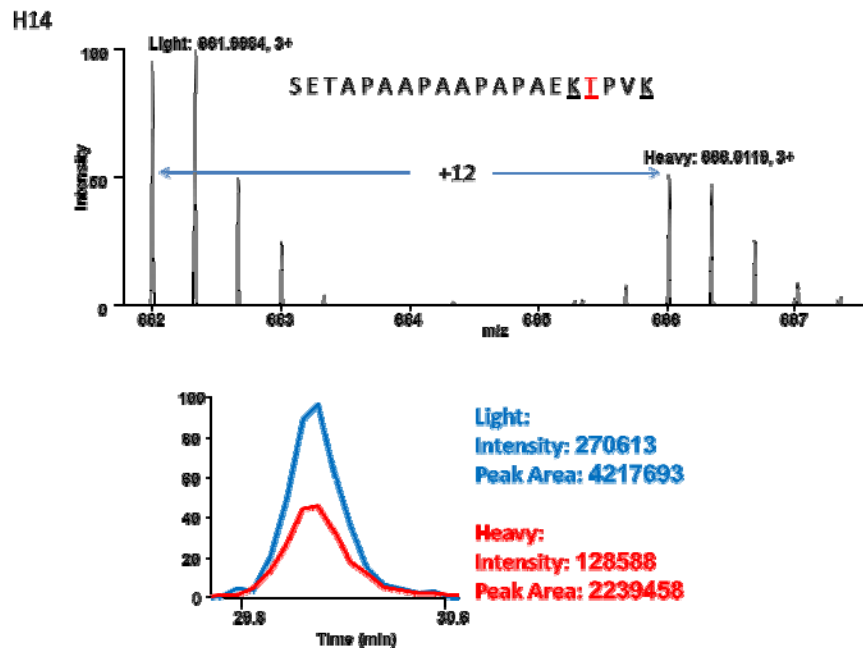 H14
Light: 661.9984, 3+
SETAPAAPAAPAPAEKTPVK
Heavy: 666.0119, 3+
+12
Intensity
100
50
0
662 663 664 665 666 667
m/z
100
80
60
40
20
0
30.6
Time (min)
Light:
Intensity: 270613
Peak Area: 4217693
Heavy:
Intensity: 128588
Peak Area: 2239458